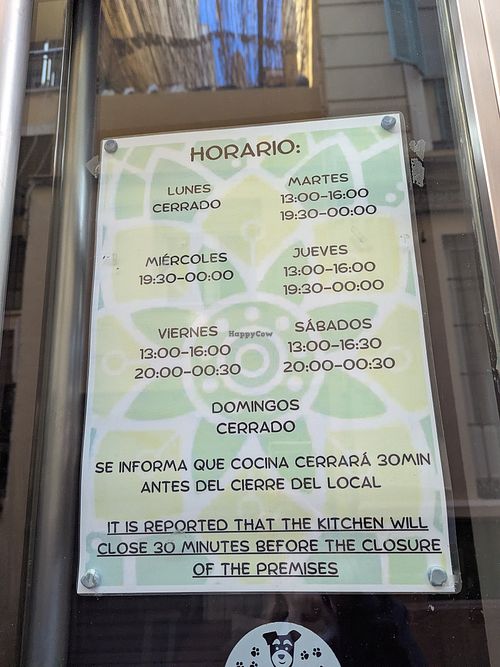 HORARIO:
LUNES
CERRADO
MARTES
13:00-16:00
19:30-00:00
MIÉRCOLES
19:30-00:00
JUEVES
13:00-16:00
19:30-00:00
VIERNES
13:00-16:00
20:00-00:30
SÁBADOS
13:00-16:30
20:00-00:30
HappyCow
DOMINGOS
CERRADO
SE INFORMA QUE COCINA CERRARÁ 30MIN
ANTES DEL CIERRE DEL LOCAL
IT IS REPORTED THAT THE KITCHEN WILL
CLOSE 30 MINUTES BEFORE THE CLOSURE
OF THE PREMISES